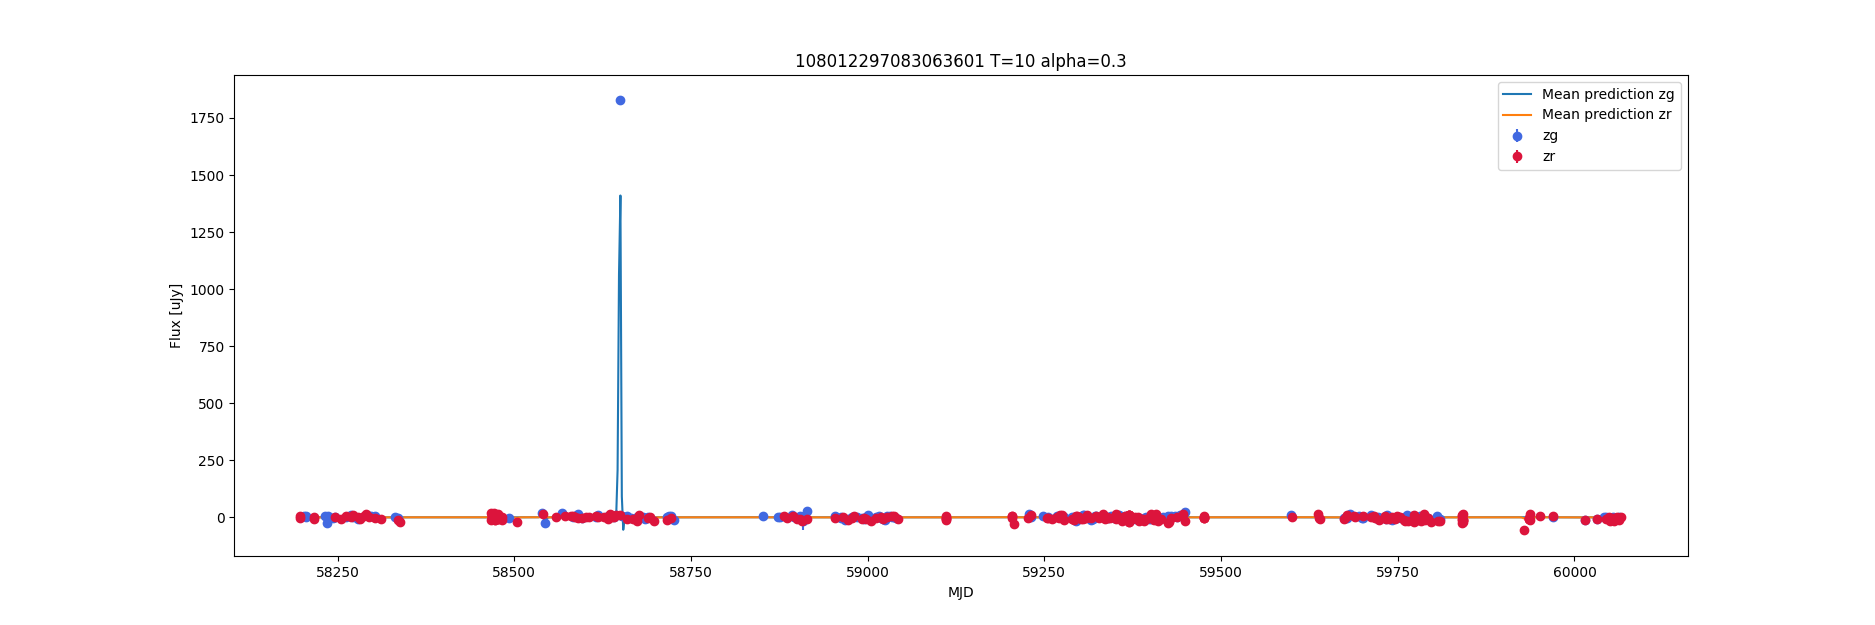 108012297083063601 T=10 alpha=0.3
Mean prediction zg
Mean prediction zr
zg
zr
1750
1500
1250
1000
750
500
250
0
Flux [uJy]
58250 58500 58750 59000 59250 59500 59750 60000
MJD